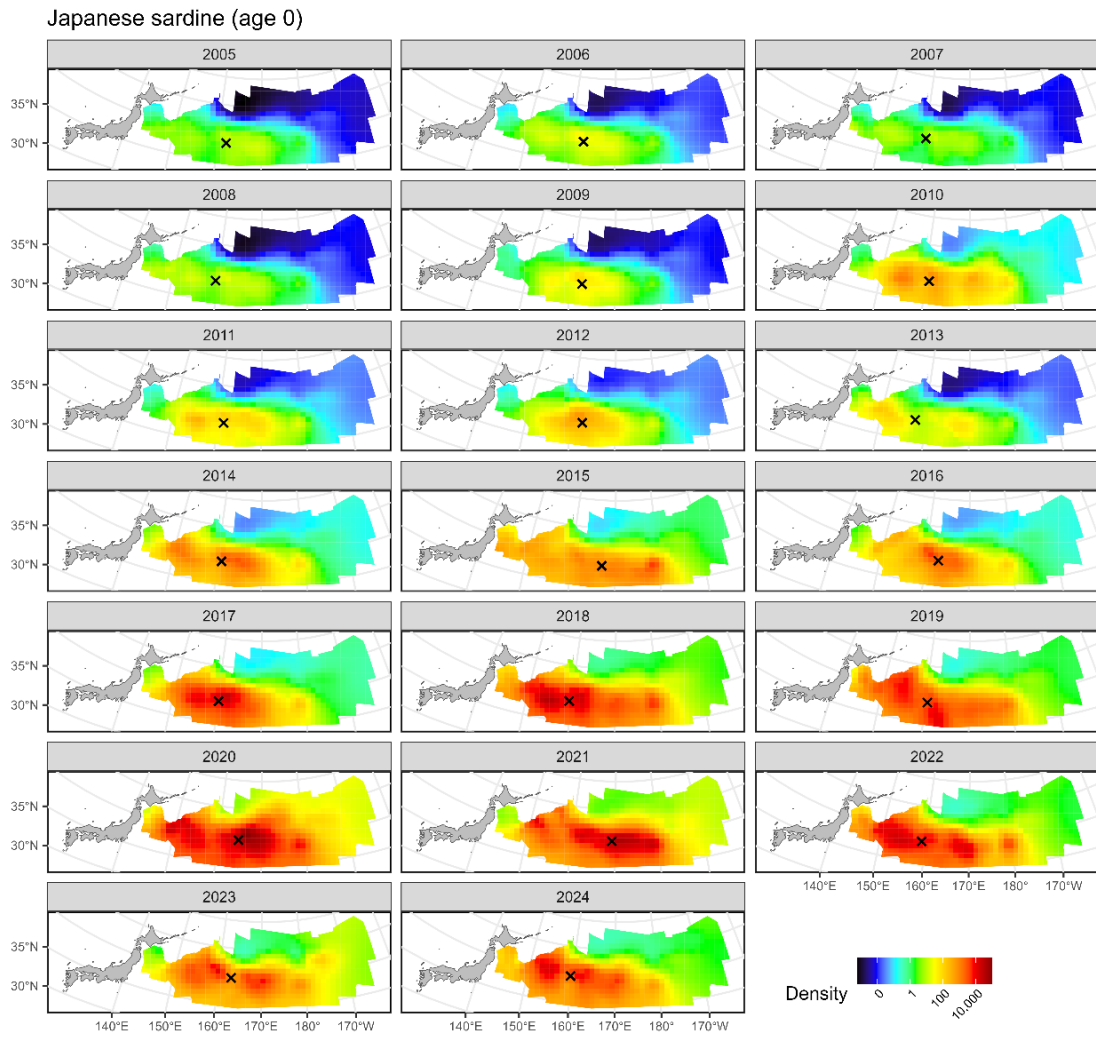 Japanese sardine (age 0)
2005 2006 2007
35°N
30°N
2008 2009 2010
35°N
30°N
2011 2012 2013
35°N
30°N
2014 2015 2016
35°N
30°N
2017 2018 2019
35°N
30°N
2020 2021 2022
35°N
30°N
140°E 150°E 160°E 170°E 180° 170°W
2023 2024
35°N
30°N
140°E 150°E 160°E 170°E 180° 170°W 140°E 150°E 160°E 170°E 180° 170°W
Density
0 1 100 10,000